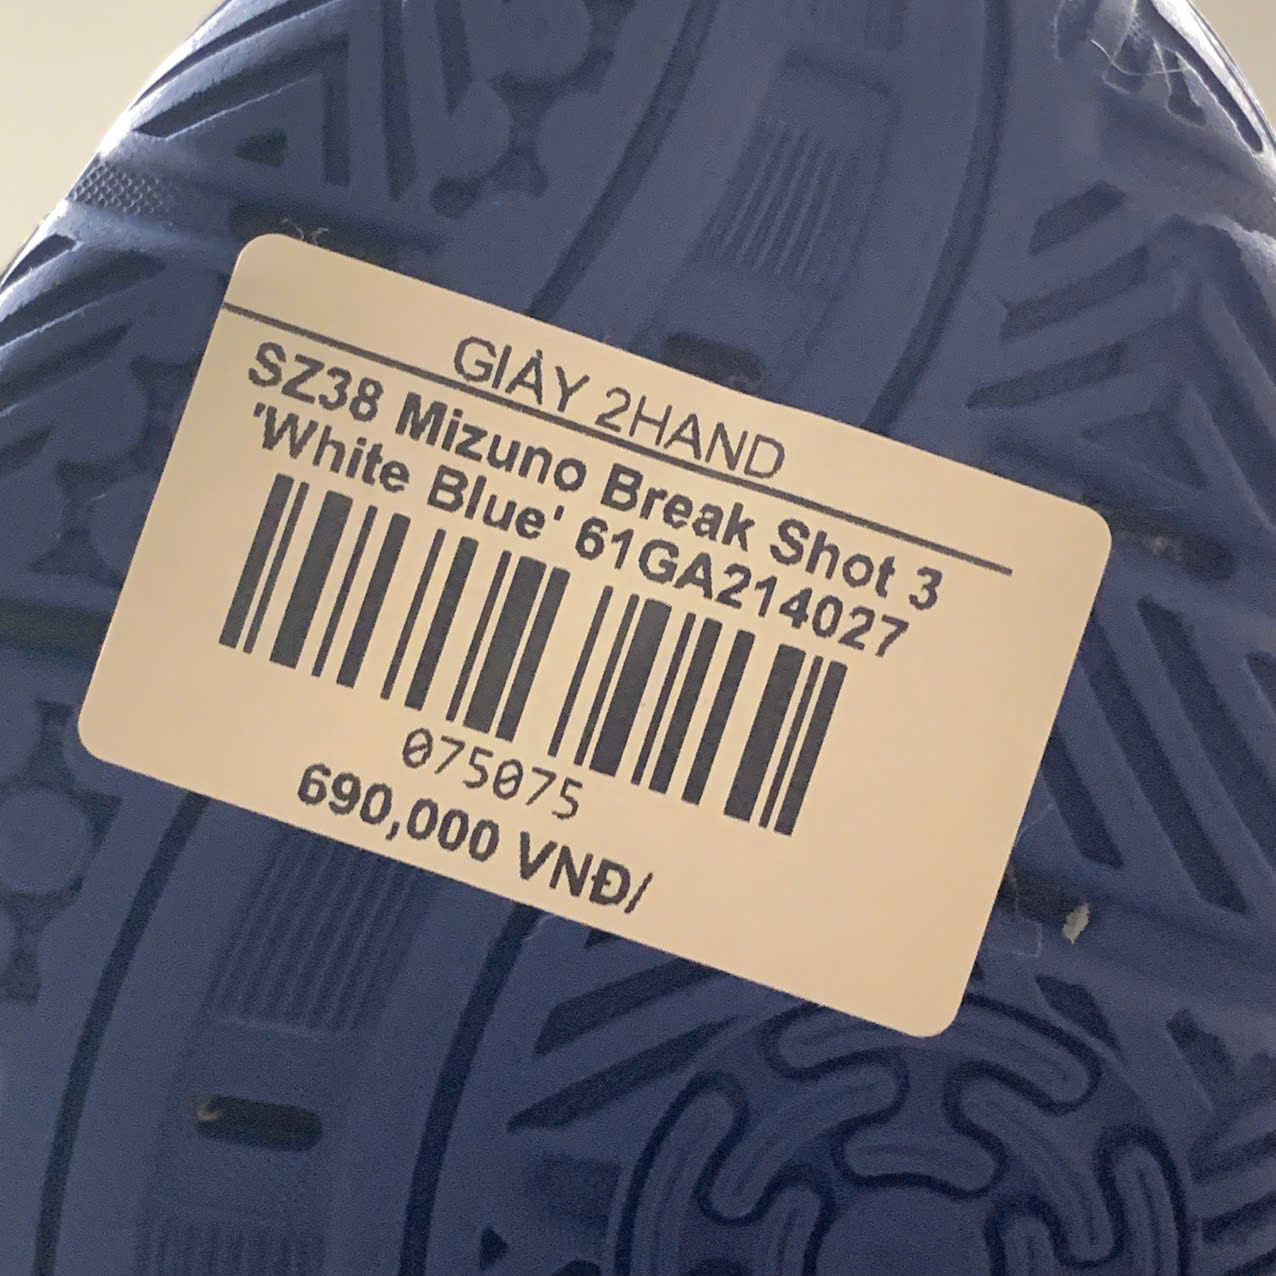 GIÀY 2HAND
SZ38 Mizuno Break Shot 3
'White Blue' 61GA214027
075075
690,000 VNĐ/